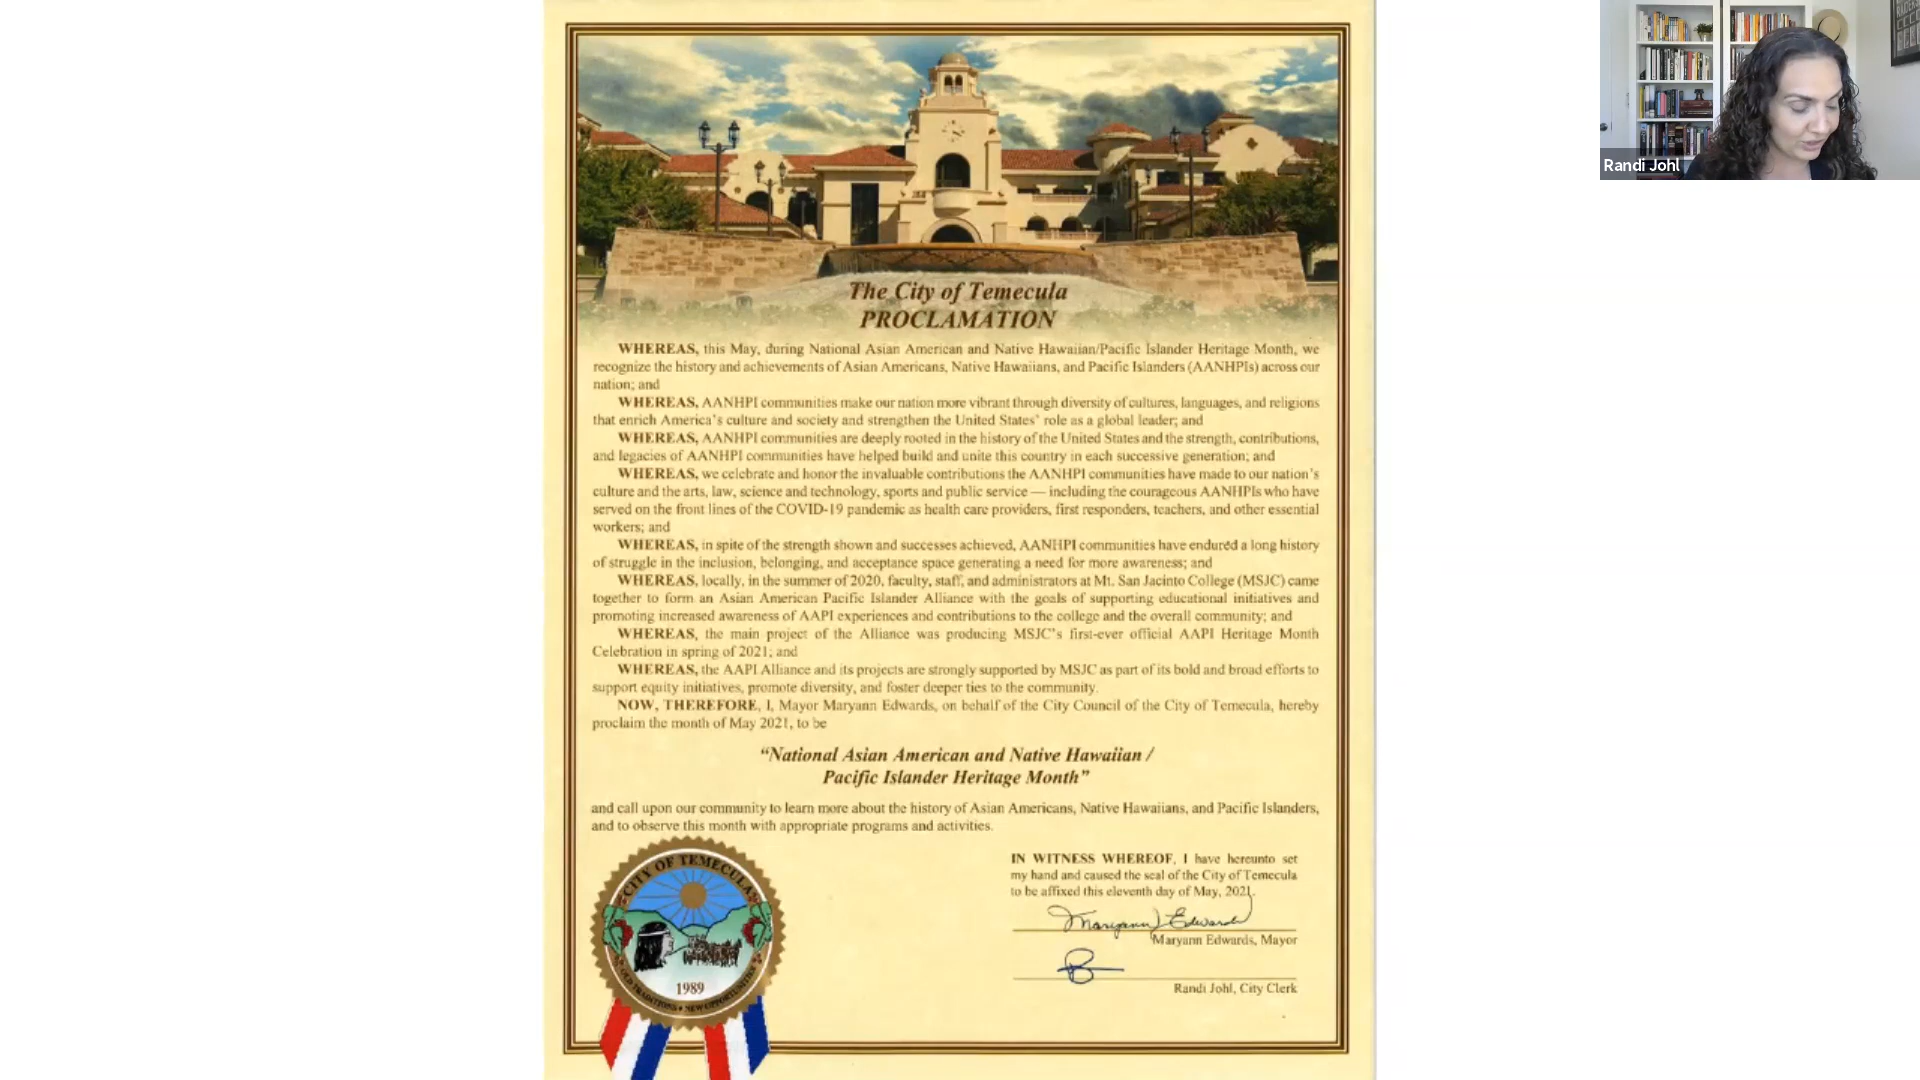 Randi Johl
The City of Temecula
PROCLAMATION
WHEREAS, this May, during National Asian American and Native Hawaiian/Pacific Islander Heritage Month, we
recognize the history and achievements of Asian Americans, Native Hawaiians, and Pacific Islanders (AANHPIs) across our
nation; and
WHEREAS, AANHPI communities make our nation more vibrant through diversity of cultures, languages, and religions
that enrich America's culture and society and strengthen the United States' role as a global leader; and
WHEREAS, AANHPI communities are deeply rooted in the history of the United States and the strength, contributions,
and legacies of AANHPI communities have helped build and unite this country in each successive generation; and
WHEREAS, we celebrate and honor the invaluable contributions the AANHPI communities have made to our nation's
culture and the arts, law, science and technology, sports and public service — including the courageous AANHPIs who have
served on the front lines of the COVID-19 pandemic as health care providers, first responders, teachers, and other essential
workers; and
WHEREAS, in spite of the strength shown and successes achieved, AANHPI communities have endured a long history
of struggle in the inclusion, belonging, and acceptance space generating a need for more awareness; and
WHEREAS, locally, in the summer of 2020, faculty, staff, and administrators at Mt. San Jacinto College (MSJC) came
together to form an Asian American Pacific Islander Alliance with the goals of supporting educational initiatives and
promoting increased awareness of AAPI experiences and contributions to the college and the overall community; and
WHEREAS, the main project of the Alliance was producing MSJC's first-ever official AAPI Heritage Month
Celebration in spring of 2021; and
WHEREAS, the AAPI Alliance and its projects are strongly supported by MSJC as part of its bold and broad efforts to
support equity initiatives, promote diversity, and foster deeper ties to the community.
NOW, THEREFORE, I, Mayor Maryann Edwards, on behalf of the City Council of the City of Temecula, hereby
proclaim the month of May 2021, to be
“National Asian American and Native Hawaiian /
Pacific Islander Heritage Month”
and call upon our community to learn more about the history of Asian Americans, Native Hawaiians, and Pacific Islanders,
and to observe this month with appropriate programs and activities.
CITY OF TEMECULA
1989
OLD TRADITIONS • NEW OPPORTUNITIES
IN WITNESS WHEREOF, I have hereunto set
my hand and caused the seal of the City of Temecula
to be affixed this eleventh day of May, 2021.
Maryann Edwards
Maryann Edwards, Mayor
Randi Johl, City Clerk